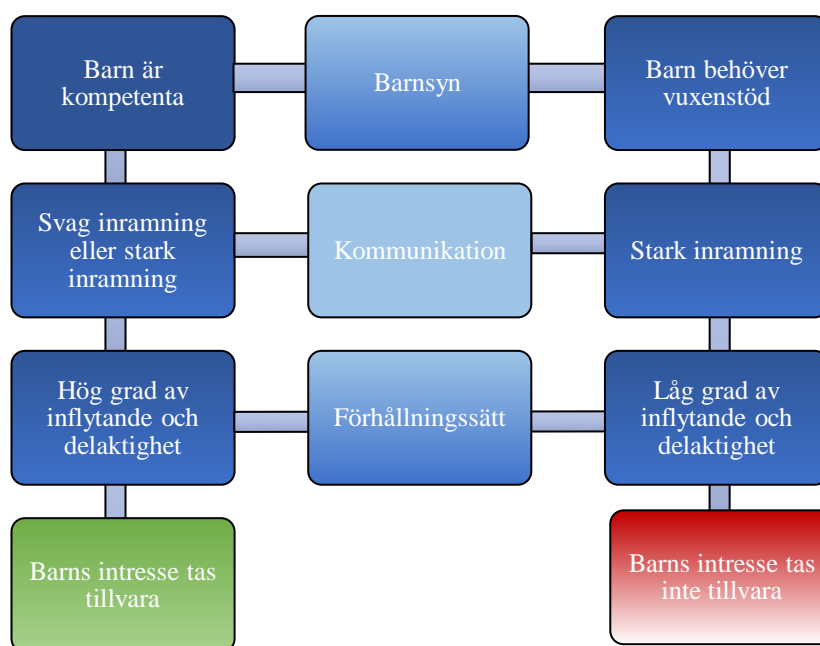 Barn är
kompetenta
Barnsyn
Barn behöver
vuxenstöd
Svag inramning
eller stark
inramning
Kommunikation
Stark inramning
Hög grad av
inflytande och
delaktighet
Förhållningssätt
Låg grad av
inflytande och
delaktighet
Barns intresse tas
tillvara
Barns intresse tas
inte tillvara